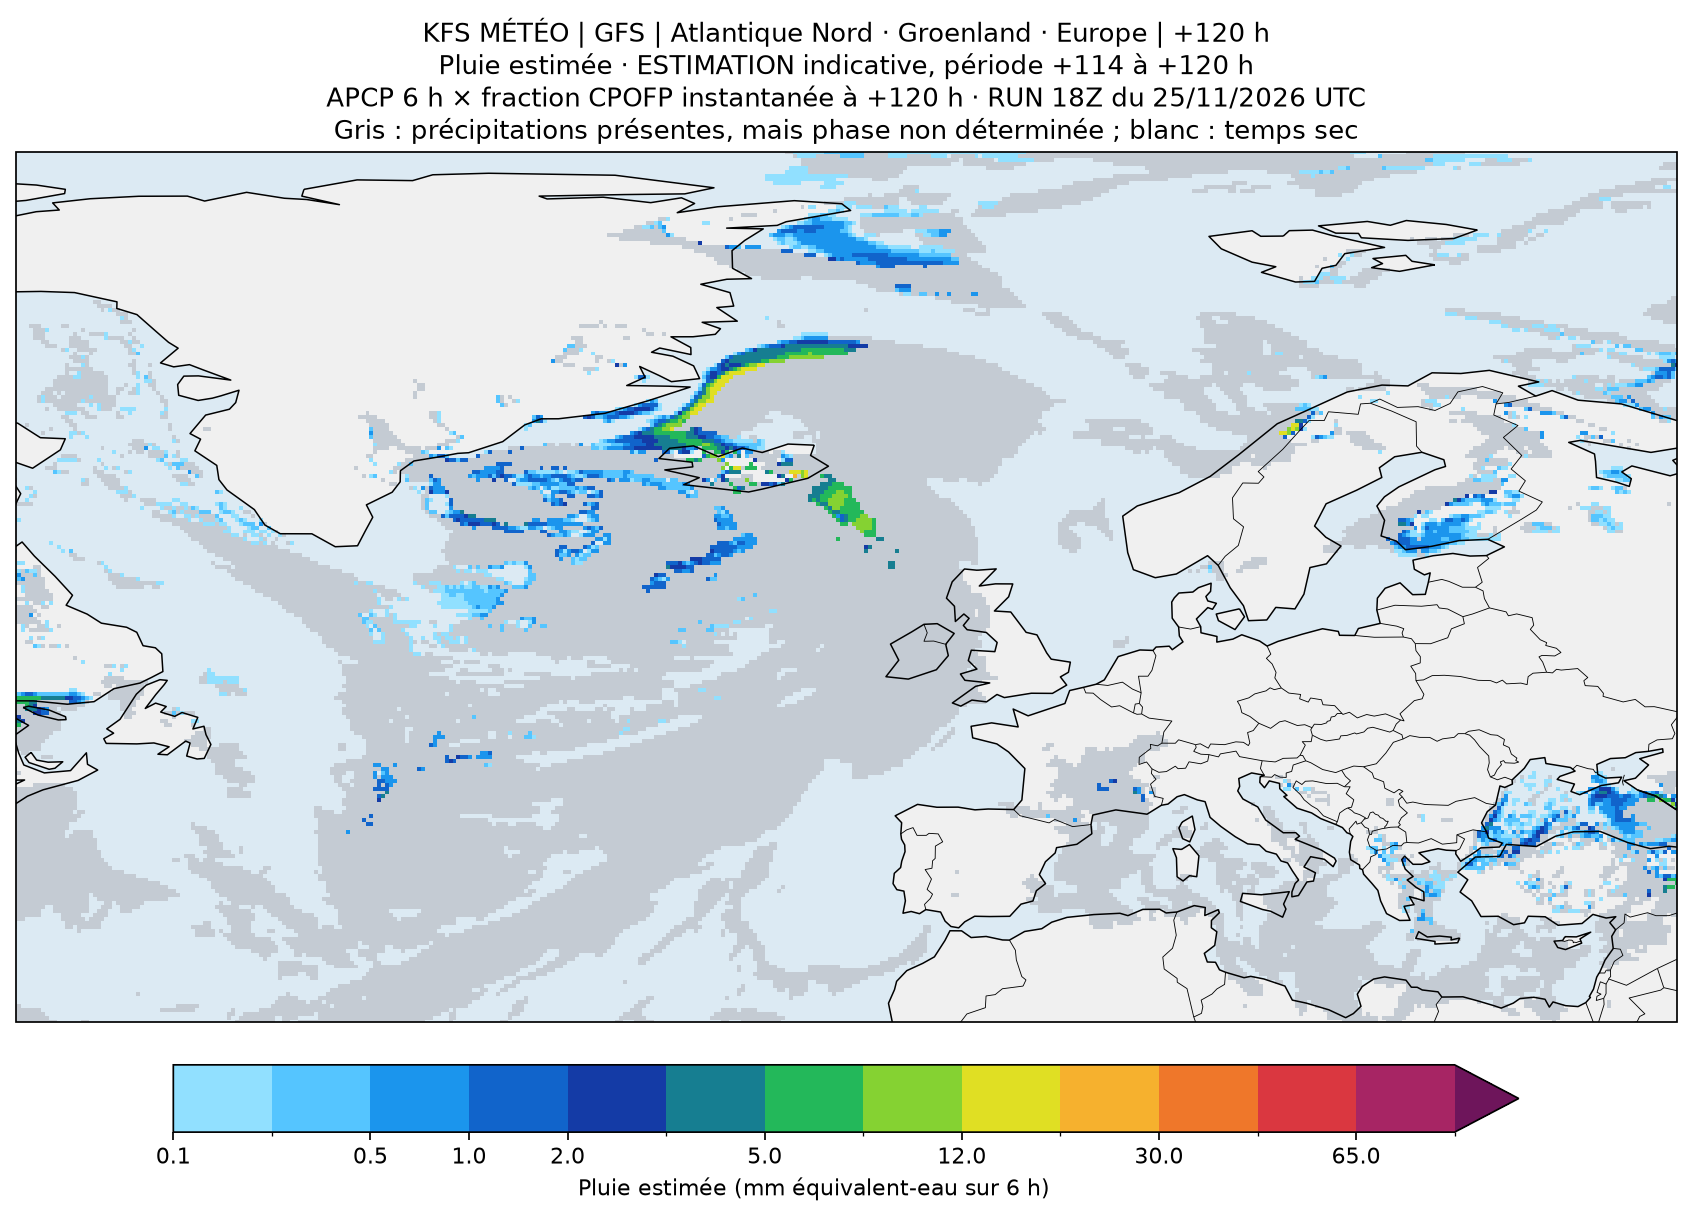 KFS MÉTÉO | GFS | Atlantique Nord · Groenland · Europe | +120 h
Pluie estimée · ESTIMATION indicative, période +114 à +120 h
APCP 6 h × fraction CPOFP instantanée à +120 h · RUN 18Z du 25/11/2026 UTC
Gris : précipitations présentes, mais phase non déterminée ; blanc : temps sec
0.1 0.5 1.0 2.0 5.0 12.0 30.0 65.0
Pluie estimée (mm équivalent-eau sur 6 h)